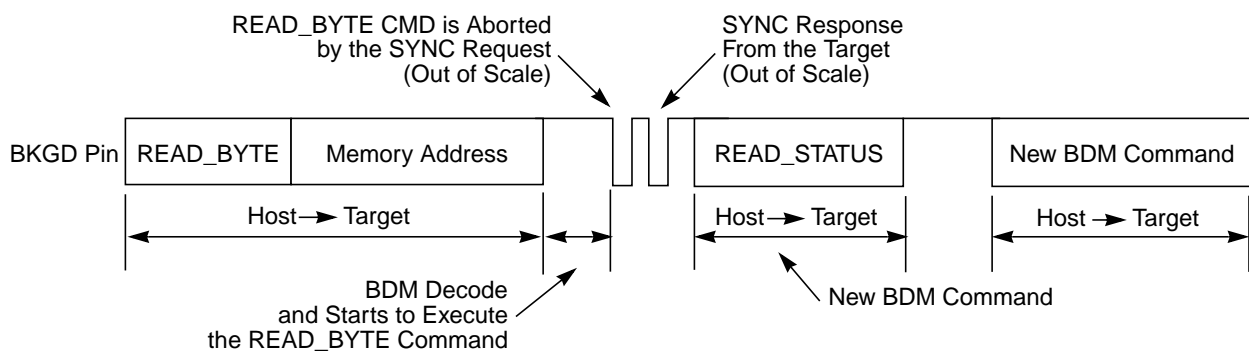 READ_BYTE CMD is Aborted
by the SYNC Request
(Out of Scale)
SYNC Response
From the Target
(Out of Scale)
BKGD Pin
READ_BYTE
Memory Address
READ_STATUS
New BDM Command
Host Target
Host Target
Host Target
BDM Decode
and Starts to Execute
the READ_BYTE Command
New BDM Command